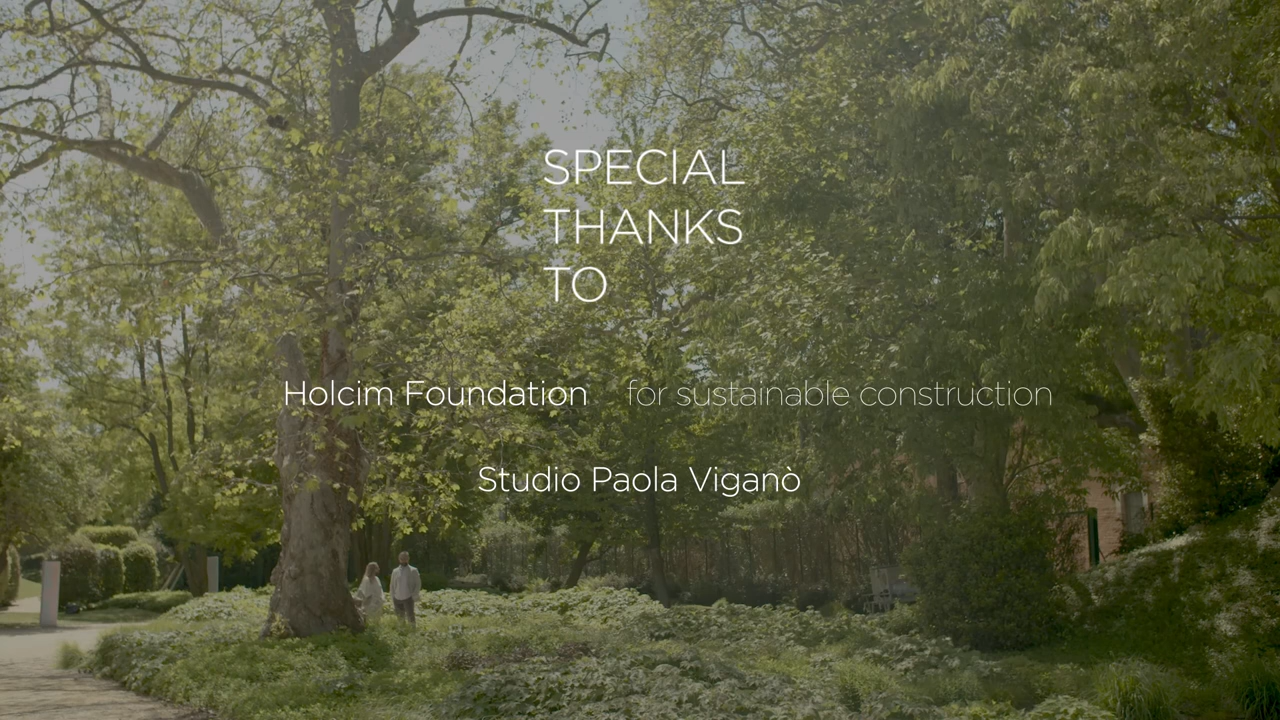 SPECIAL
THANKS
TO
Holcim Foundation for sustainable construction
Studio Paola Viganò